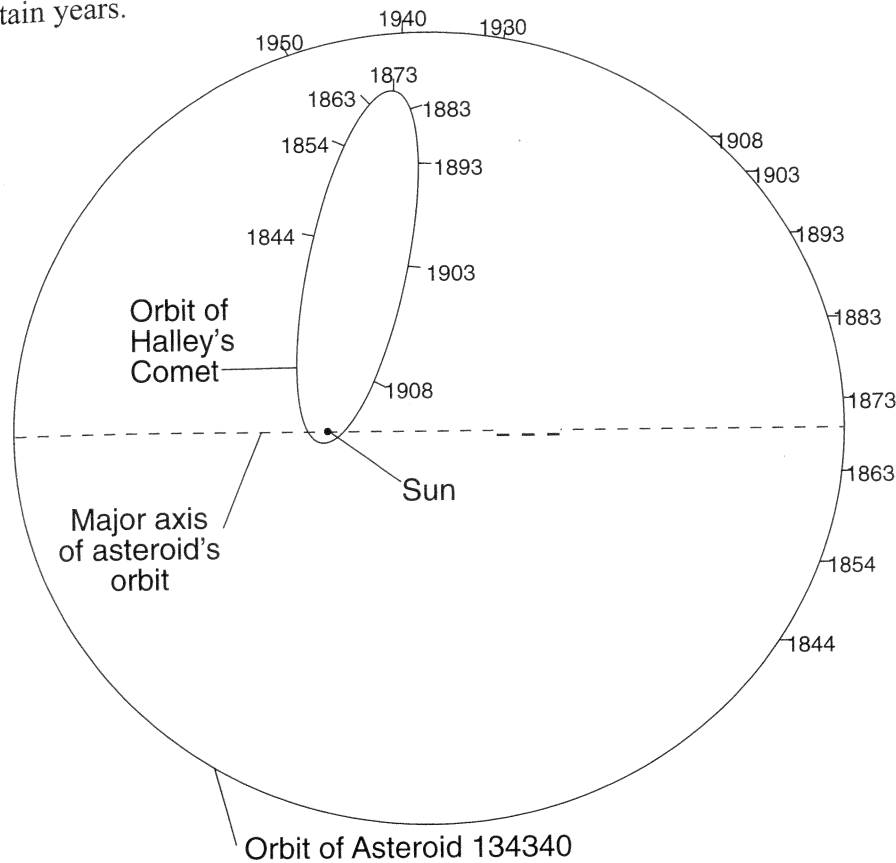 tain years.
1940
1930
1950
1873
1863
1883
1854
1893
1844
1903
1908
1908
1903
1893
1883
1873
1863
1854
1844
Orbit of
Halley's
Comet
Sun
Major axis
of asteroid's
orbit
Orbit of Asteroid 134340